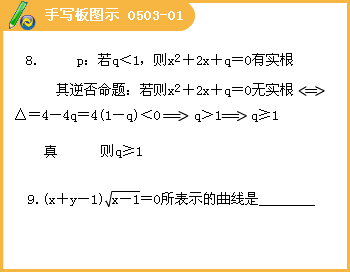 手写板图示 0503-01
8. p：若q＜1，则x²＋2x＋q＝0有实根
其逆否命题：若则x²＋2x＋q＝0无实根⟺
△＝4－4q＝4(1－q)＜0⟹ q＞1⟹q≥1
真 则q≥1
9.(x＋y－1)√(x－1)＝0所表示的曲线是________